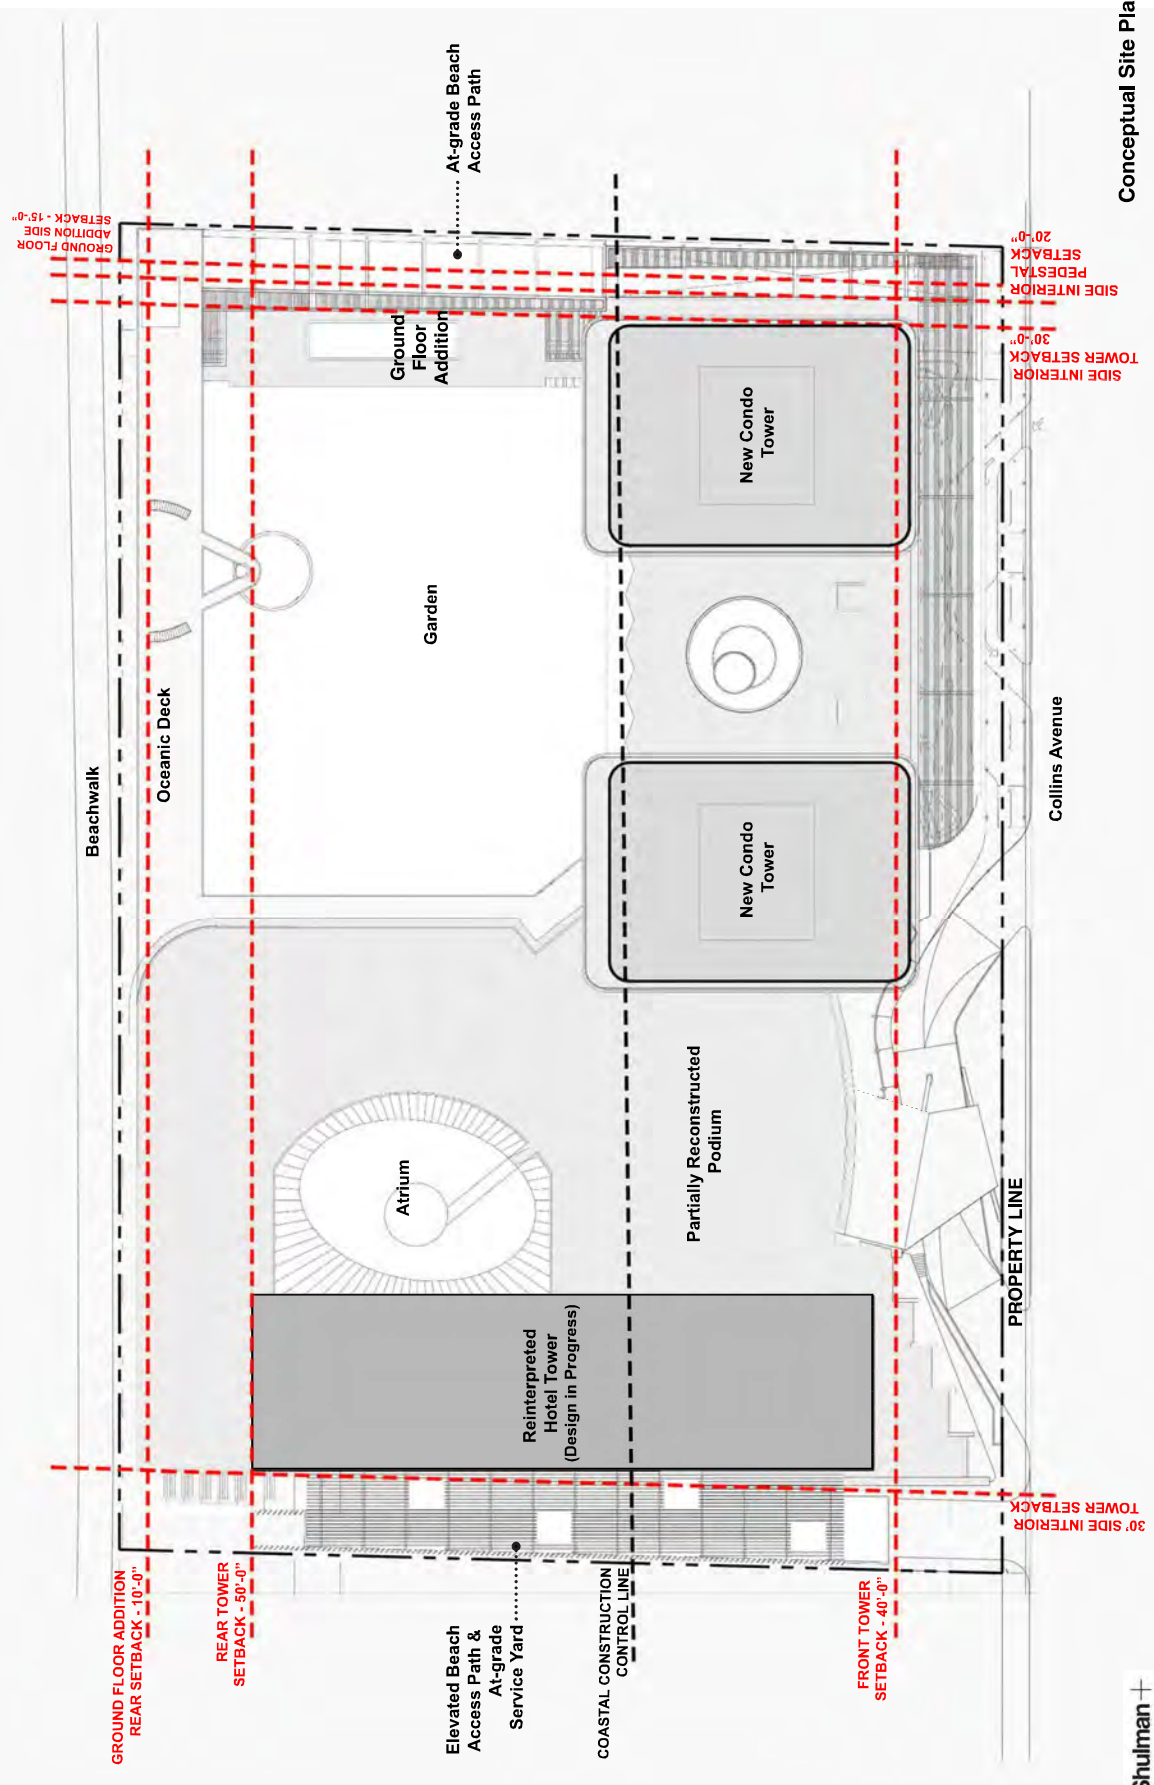 Beachwalk
Oceanic Deck
GROUND FLOOR
ADDITION SIDE
SETBACK - 15'-0"
At-grade Beach
Access Path
SIDE INTERIOR
PEDESTAL
SETBACK
20'-0"
SIDE INTERIOR
TOWER SETBACK
30'-0"
Ground
Floor
Addition
Garden
New Condo
Tower
New Condo
Tower
Collins Avenue
Atrium
Partially Reconstructed
Podium
Reinterpreted
Hotel Tower
(Design in Progress)
PROPERTY LINE
30' SIDE INTERIOR
TOWER SETBACK
GROUND FLOOR ADDITION
REAR SETBACK - 10'-0"
REAR TOWER
SETBACK - 50'-0"
Elevated Beach
Access Path &
At-grade
Service Yard
COASTAL CONSTRUCTION
CONTROL LINE
FRONT TOWER
SETBACK - 40'-0"
Conceptual Site Pla
Shulman +